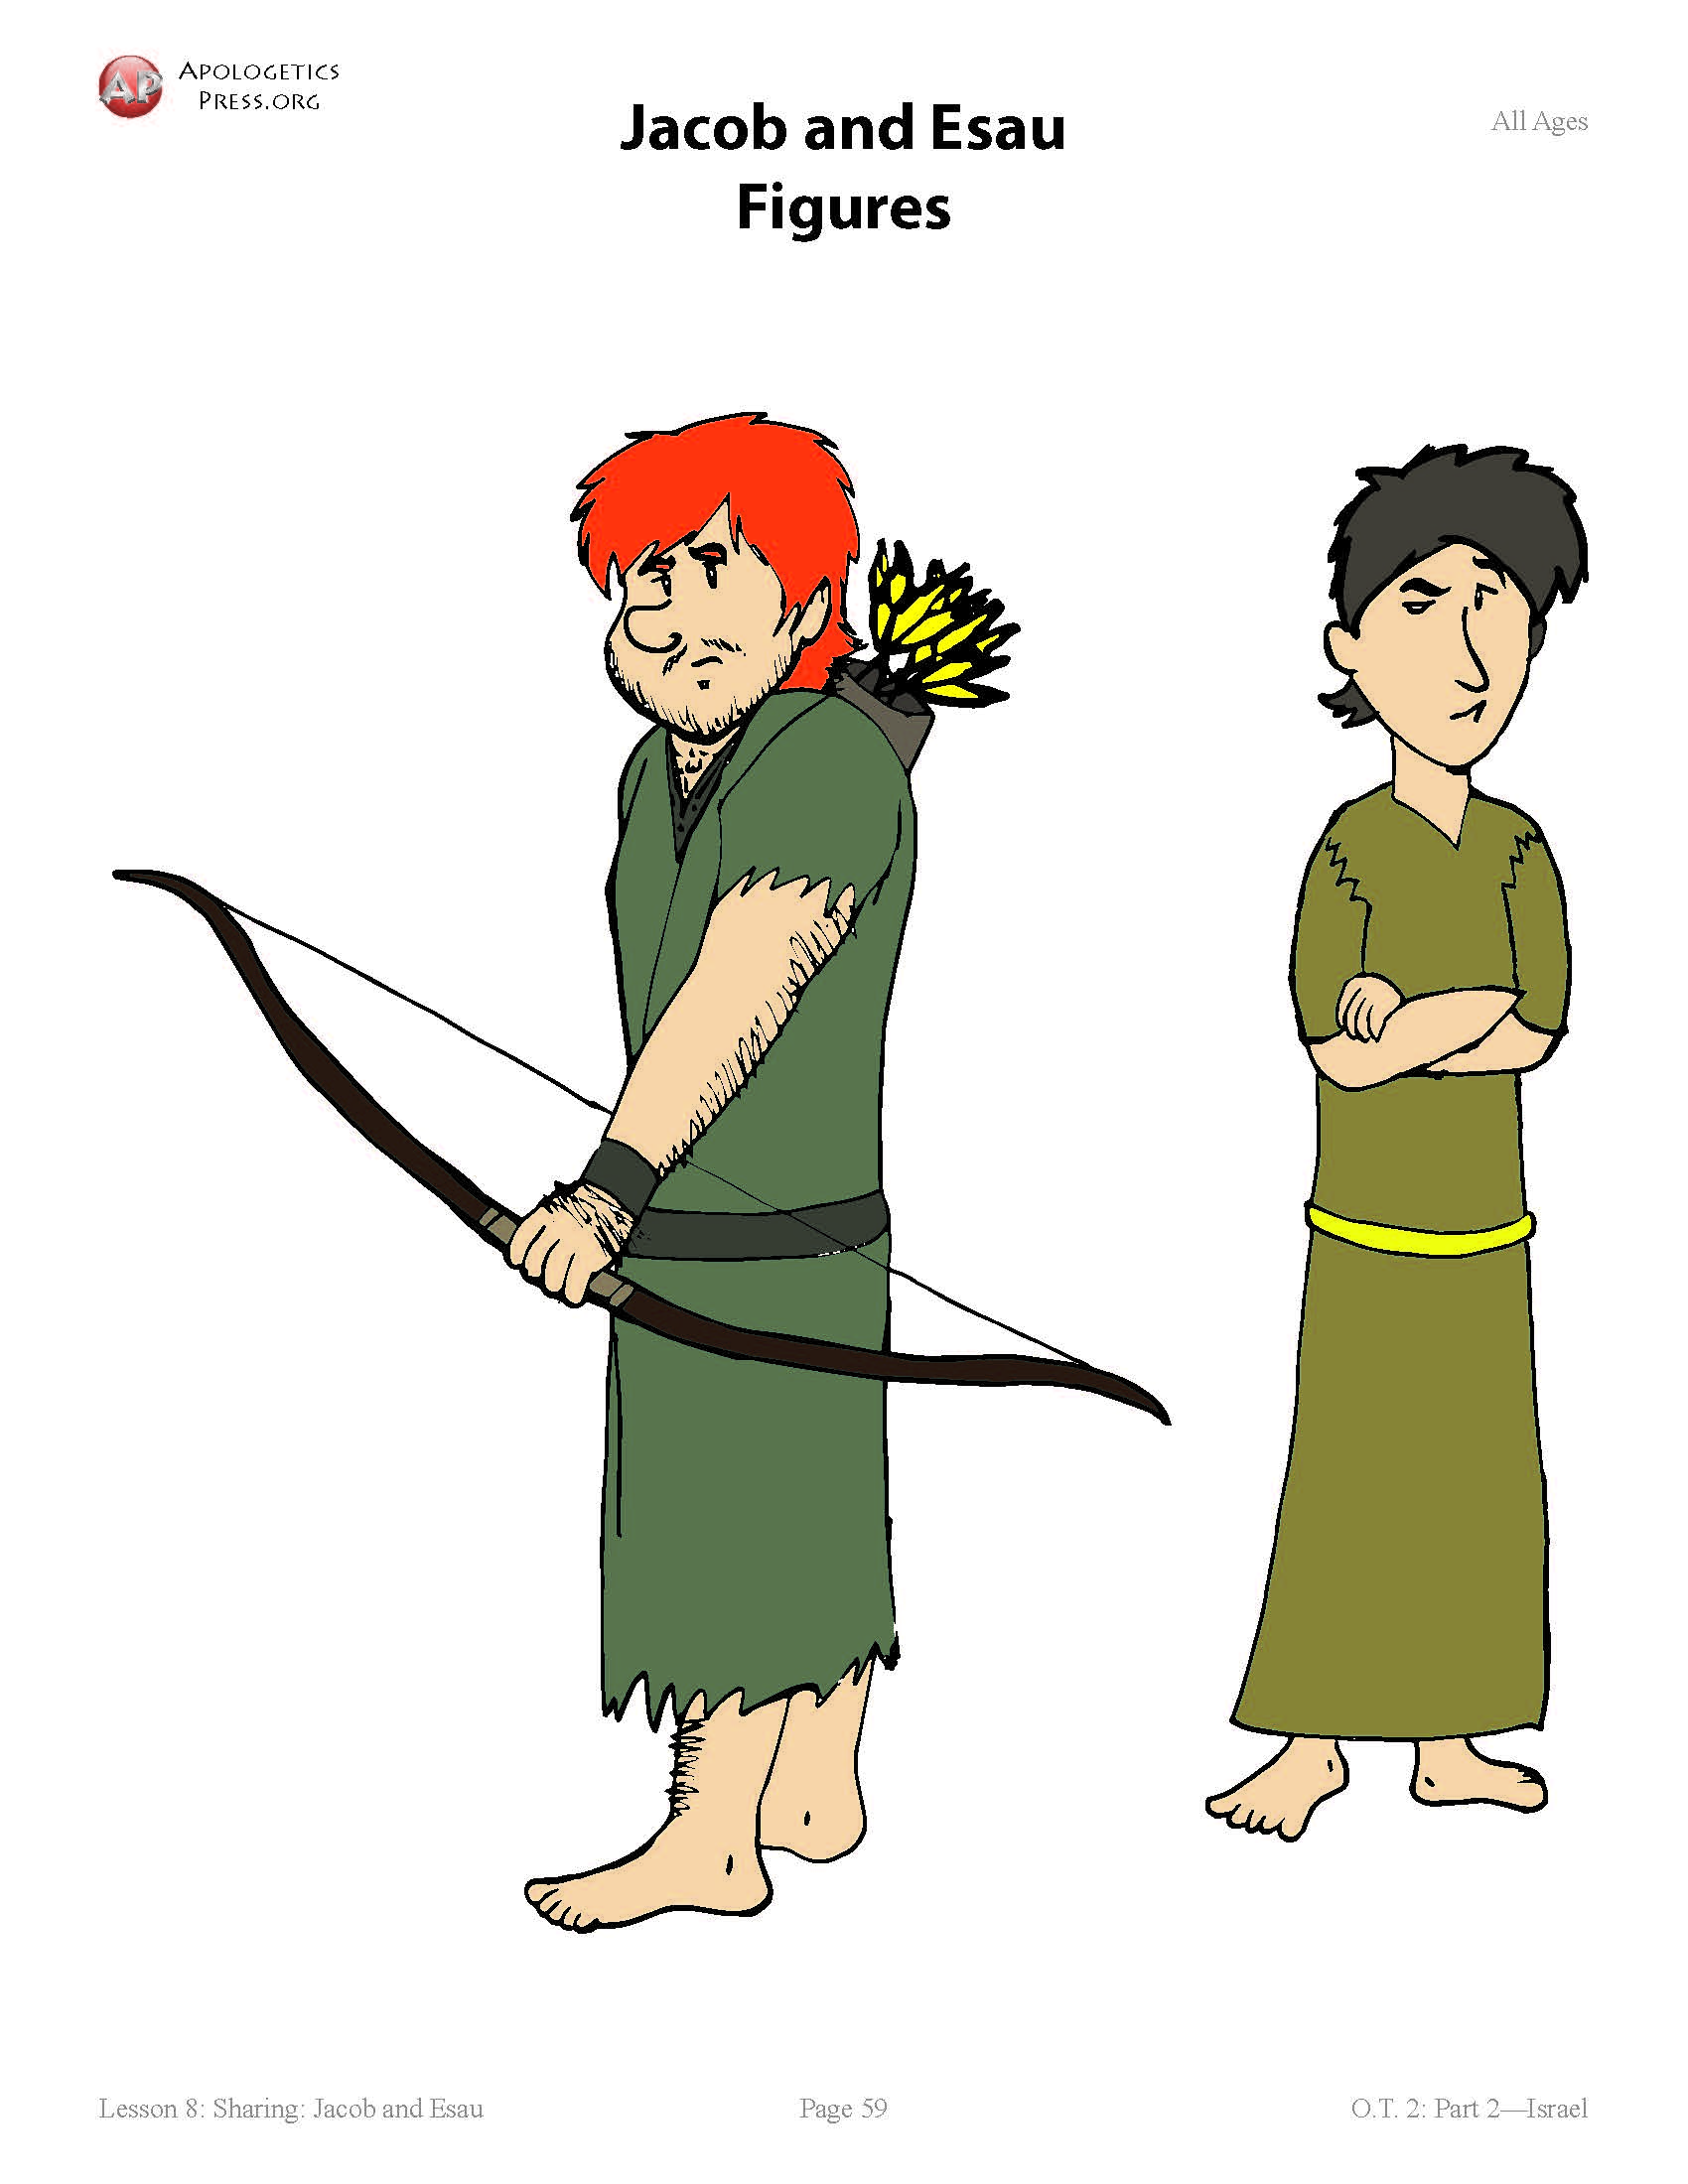 AP
APOLOGETICS
PRESS.ORG
Jacob and Esau
Figures
All Ages
Lesson 8: Sharing: Jacob and Esau
Page 59
O.T. 2: Part 2—Israel